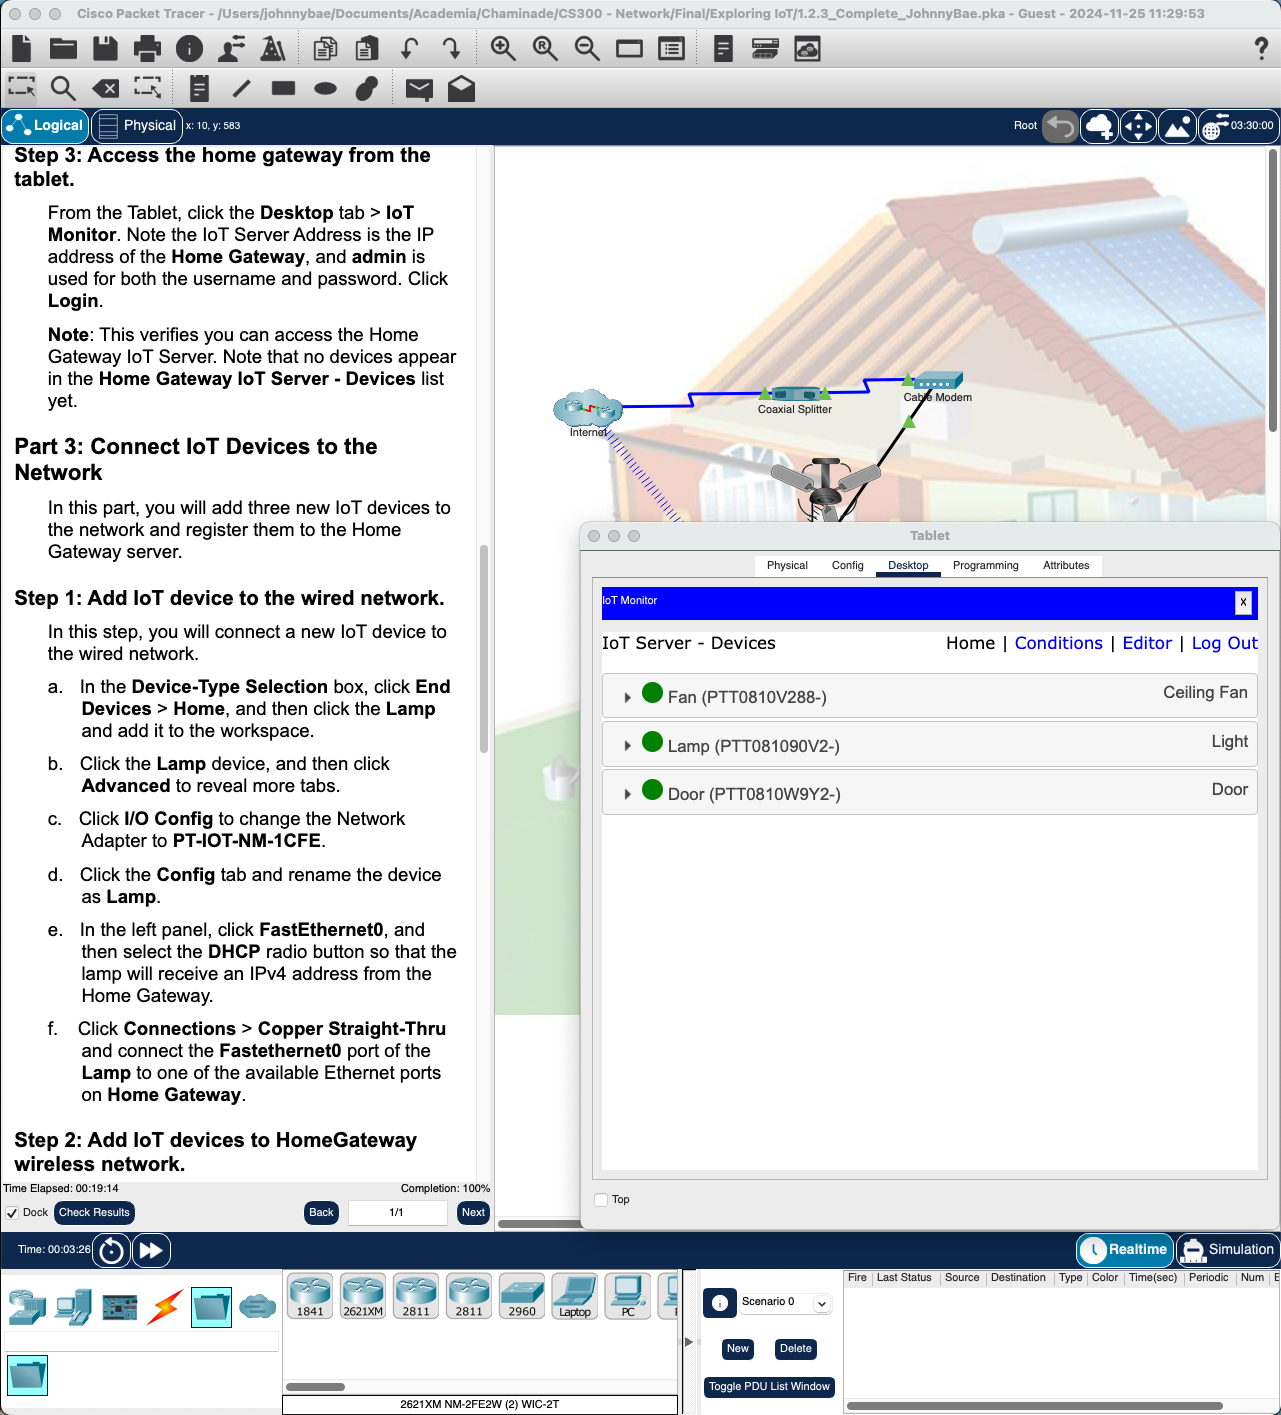 Cisco Packet Tracer - /Users/johnnybae/Documents/Academia/Chaminade/CS300 - Network/Final/Exploring IoT/1.2.3_Complete_JohnnyBae.pka - Guest - 2024-11-25 11:29:53
Logical
Physical
x: 10, y: 583
Root
03:30:00
Step 3: Access the home gateway from the
tablet.
From the Tablet, click the Desktop tab > IoT
Monitor. Note the IoT Server Address is the IP
address of the Home Gateway, and admin is
used for both the username and password. Click
Login.
Note: This verifies you can access the Home
Gateway IoT Server. Note that no devices appear
in the Home Gateway IoT Server - Devices list
yet.
Part 3: Connect IoT Devices to the
Network
In this part, you will add three new IoT devices to
the network and register them to the Home
Gateway server.
Step 1: Add IoT device to the wired network.
In this step, you will connect a new IoT device to
the wired network.
a. In the Device-Type Selection box, click End
Devices > Home, and then click the Lamp
and add it to the workspace.
b. Click the Lamp device, and then click
Advanced to reveal more tabs.
c. Click I/O Config to change the Network
Adapter to PT-IOT-NM-1CFE.
d. Click the Config tab and rename the device
as Lamp.
e. In the left panel, click FastEthernet0, and
then select the DHCP radio button so that the
lamp will receive an IPv4 address from the
Home Gateway.
f. Click Connections > Copper Straight-Thru
and connect the Fastethernet0 port of the
Lamp to one of the available Ethernet ports
on Home Gateway.
Step 2: Add IoT devices to HomeGateway
wireless network.
Time Elapsed: 00:19:14
Completion: 100%
Dock
Check Results
Back
1/1
Next
Internet
Coaxial Splitter
Cable Modem
Tablet
Physical
Config
Desktop
Programming
Attributes
IoT Monitor
X
IoT Server - Devices
Home | Conditions | Editor | Log Out
Fan (PTT0810V288-)
Ceiling Fan
Lamp (PTT081090V2-)
Light
Door (PTT0810W9Y2-)
Door
Top
Time: 00:03:26
Realtime
Simulation
1841
2621XM
2811
2811
2960
Laptop
PC
2621XM NM-2FE2W (2) WIC-2T
Scenario 0
New
Delete
Toggle PDU List Window
Fire
Last Status
Source
Destination
Type
Color
Time(sec)
Periodic
Num